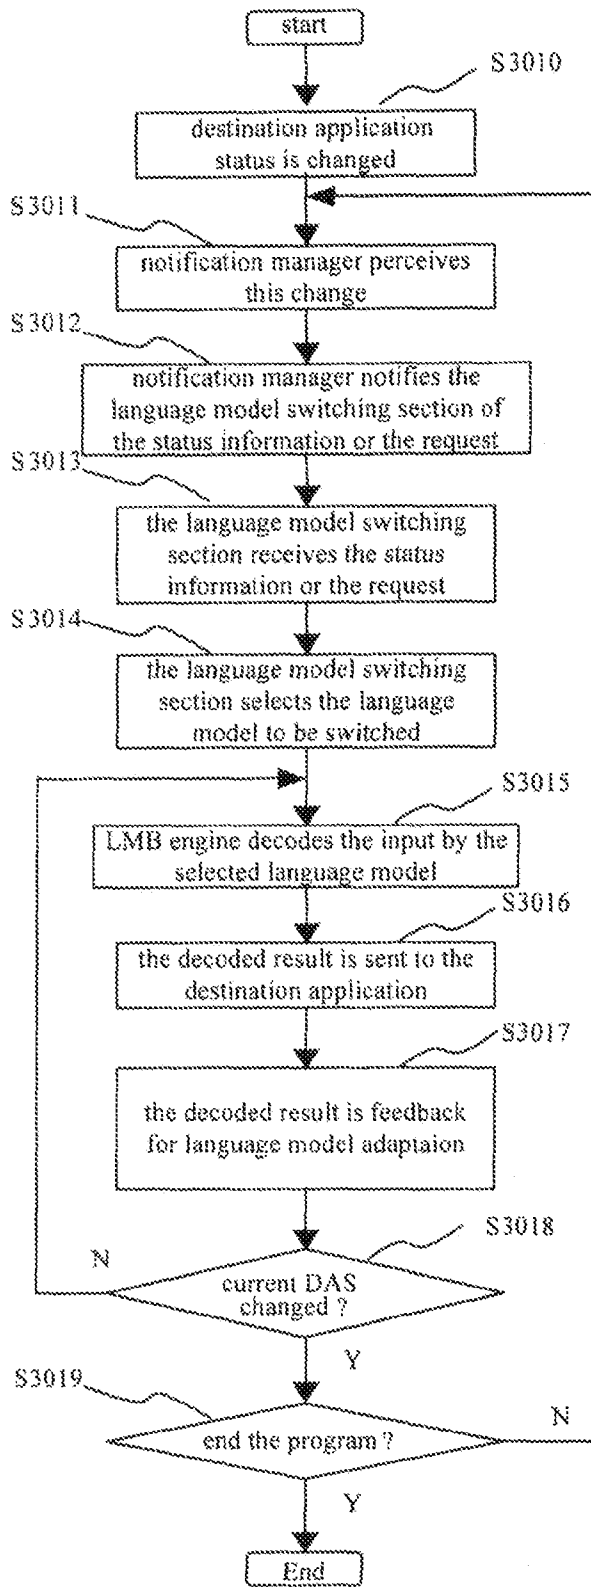 start
S3010
destination application
status is changed
S3011
notification manager perceives
this change
S3012
notification manager notifies the
language model switching section of
the status information or the request
S3013
the language model switching
section receives the status
information or the request
S3014
the language model switching
section selects the language
model to be switched
S3015
LMB engine decodes the input by the
selected language model
S3016
the decoded result is sent to the
destination application
S3017
the decoded result is feedback
for language model adaptaion
S3018
N
current DAS
changed ?
Y
S3019
end the program ?
N
Y
End